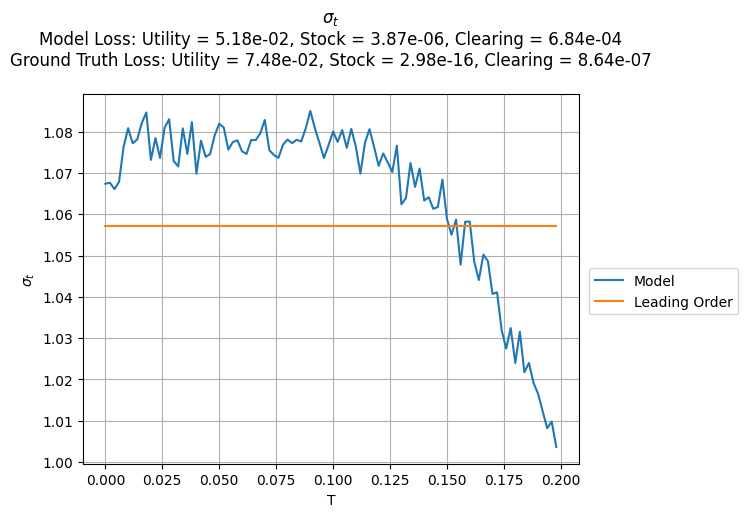 σt
Model Loss: Utility = 5.18e-02, Stock = 3.87e-06, Clearing = 6.84e-04
Ground Truth Loss: Utility = 7.48e-02, Stock = 2.98e-16, Clearing = 8.64e-07
1.08
1.07
1.06
1.05
1.04
1.03
1.02
1.01
1.00
σt
0.000 0.025 0.050 0.075 0.100 0.125 0.150 0.175 0.200
T
Model
Leading Order